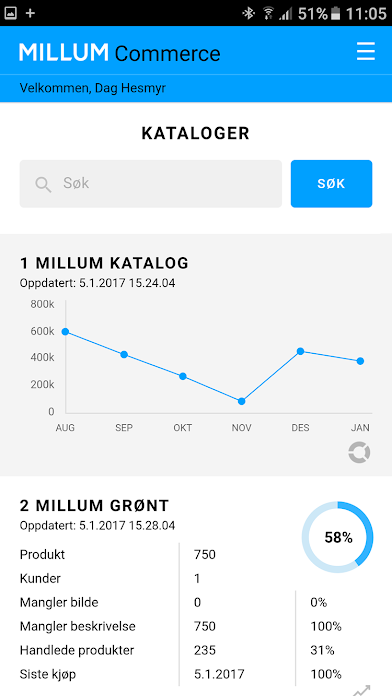 51% 11:05
MILLUM Commerce
Velkommen, Dag Hesmyr
KATALOGER
Søk SØK
1 MILLUM KATALOG
Oppdatert: 5.1.2017 15.24.04
800k
600k
400k
200k
0
AUG SEP OKT NOV DES JAN
2 MILLUM GRØNT
Oppdatert: 5.1.2017 15.28.04
58%
Produkt 750
Kunder 1
Mangler bilde 0 0%
Mangler beskrivelse 750 100%
Handlede produkter 235 31%
Siste kjøp 5.1.2017 100%